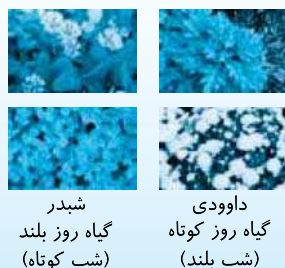 داوودی
گیاه روز کوتاه
(شب بلند)
شبدر
گیاه روز بلند
(شب کوتاه)